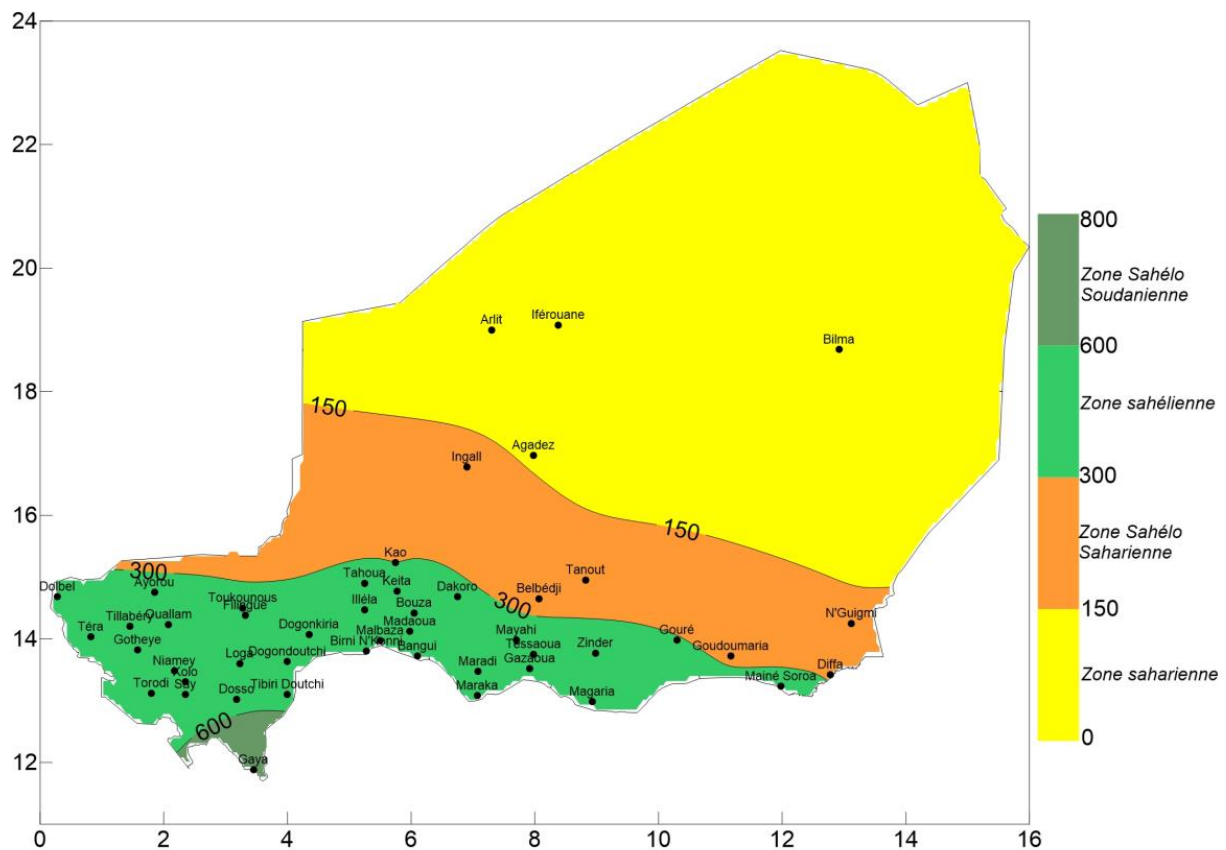 24
22
20
18
16
14
12
0
2
4
6
8
10
12
14
16
Arlit
Iférouane
Bilma
150
Agadez
Ingall
150
Kao
300
Tanout
Dolbel
Ayorou
Tahoua
Keita
Dakoro
Belbédji
300
Toukounous
Filingué
Illéla
Bouza
N'Guigmi
Tillabéry
Ouallam
Dogonkiria
Madaoua
Téra
Malbaza
Mayahi
Gouré
Gotheye
Birni N'Konni
Bangui
Tessaoua
Zinder
Goudoumaria
Niamey
Loga
Dogondoutchi
Gazaoua
Kolo
Maradi
Diffa
Torodi
Say
Dosso
Tibiri Doutchi
Maraka
Magaria
Mainé Soroa
600
Gaya
800
Zone Sahélo
Soudanienne
600
Zone sahélienne
300
Zone Sahélo
Saharienne
150
Zone saharienne
0